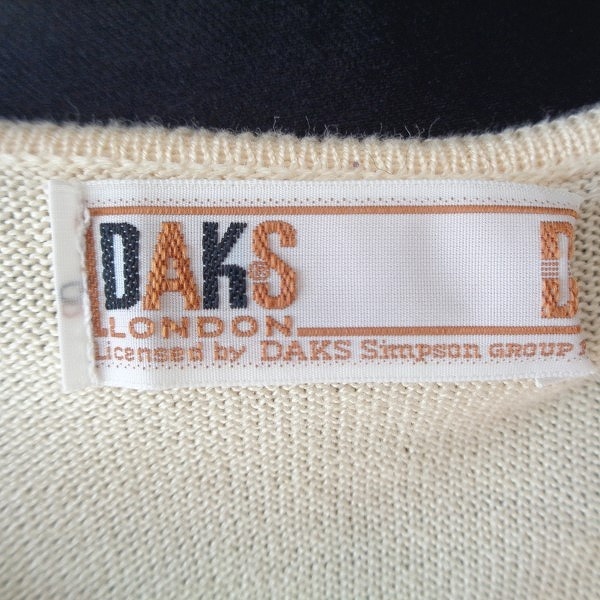 DAKS®
LONDON
Licensed by DAKS Simpson GROUP